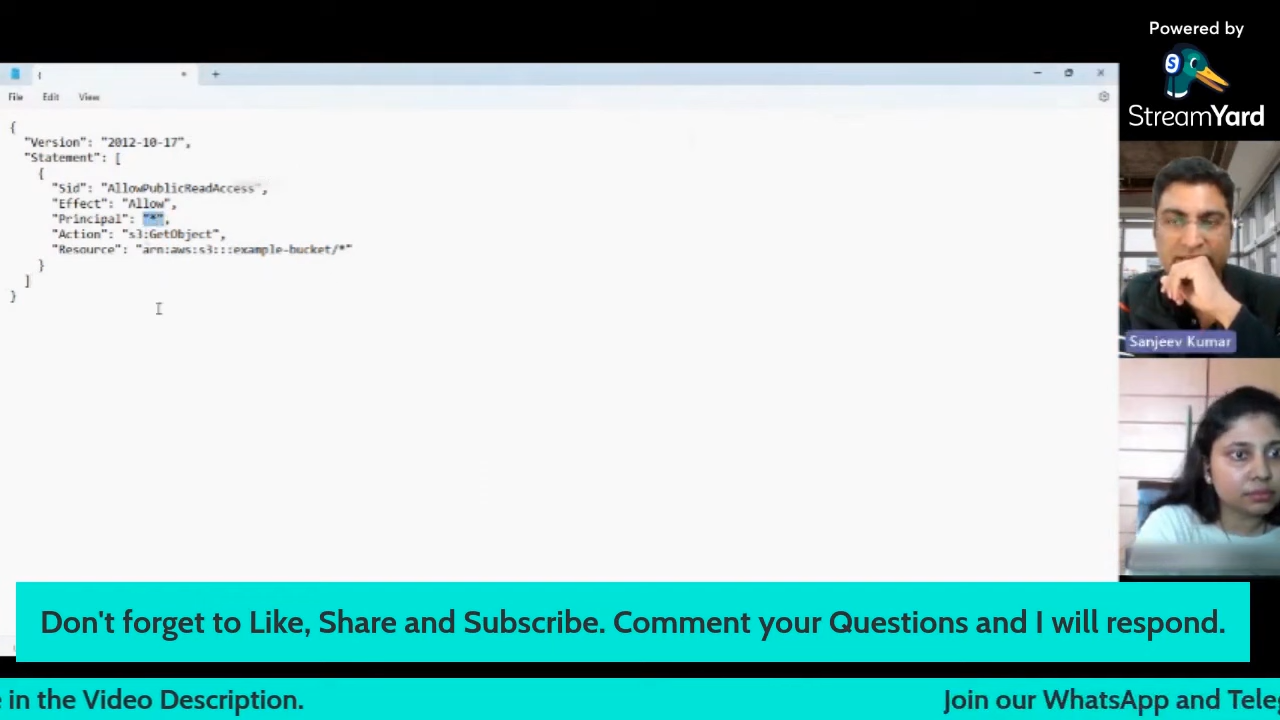 Powered by
StreamYard
File Edit View
{
"Version": "2012-10-17",
"Statement": [
{
"Sid": "AllowPublicReadAccess",
"Effect": "Allow",
"Principal": "*",
"Action": "s3:GetObject",
"Resource": "arn:aws:s3:::example-bucket/*"
}
]
}
Sanjeev Kumar
Don't forget to Like, Share and Subscribe. Comment your Questions and I will respond.
in the Video Description.
Join our WhatsApp and Teleg